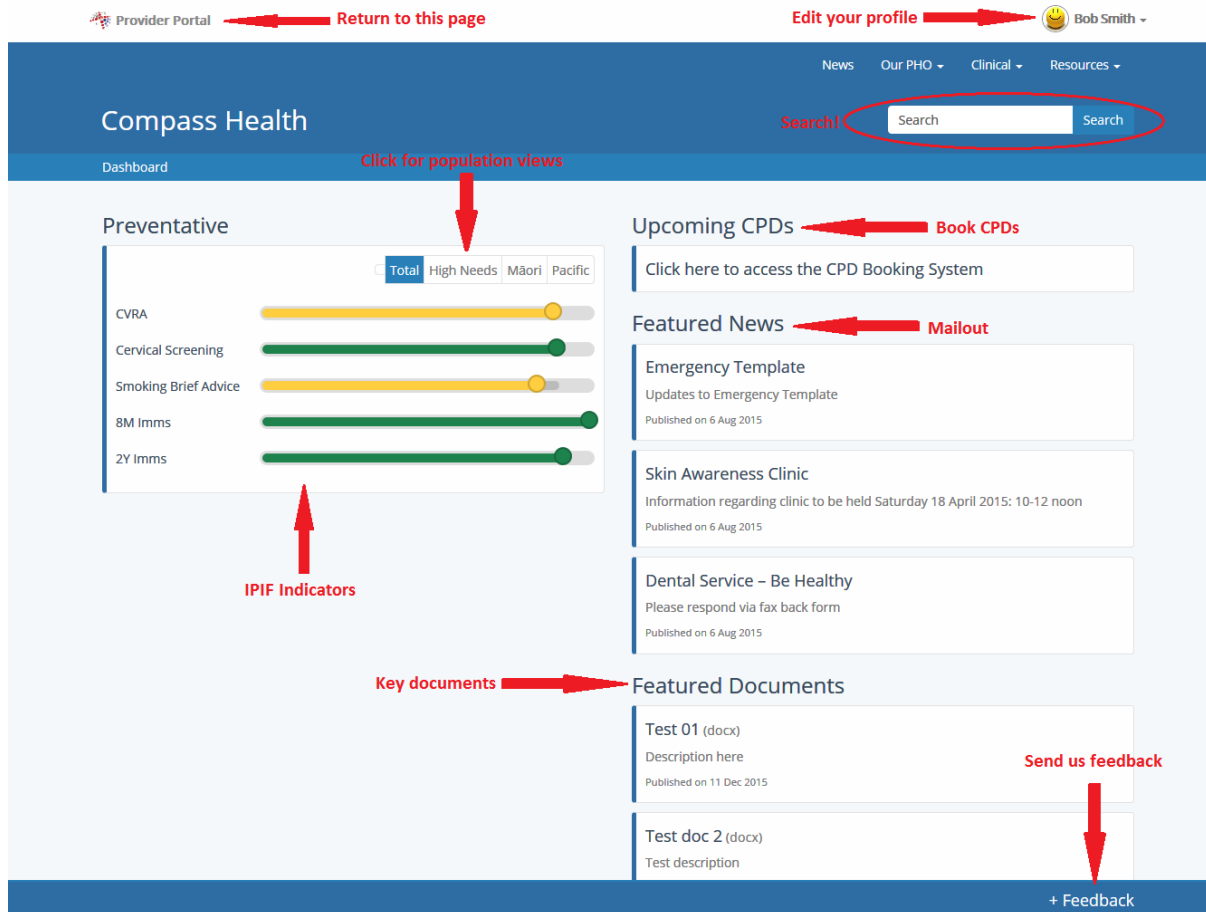 Provider Portal
Return to this page
Edit your profile
Bob Smith
News Our PHO Clinical Resources
Compass Health
Search!
Search Search
Dashboard
Click for population views
Preventative
Total High Needs Māori Pacific
CVRA
Cervical Screening
Smoking Brief Advice
8M Imms
2Y Imms
IPIF Indicators
Upcoming CPDs
Book CPDs
Click here to access the CPD Booking System
Featured News
Mailout
Emergency Template
Updates to Emergency Template
Published on 6 Aug 2015
Skin Awareness Clinic
Information regarding clinic to be held Saturday 18 April 2015: 10-12 noon
Published on 6 Aug 2015
Dental Service – Be Healthy
Please respond via fax back form
Published on 6 Aug 2015
Key documents
Featured Documents
Test 01 (docx)
Description here
Published on 11 Dec 2015
Send us feedback
Test doc 2 (docx)
Test description
+ Feedback